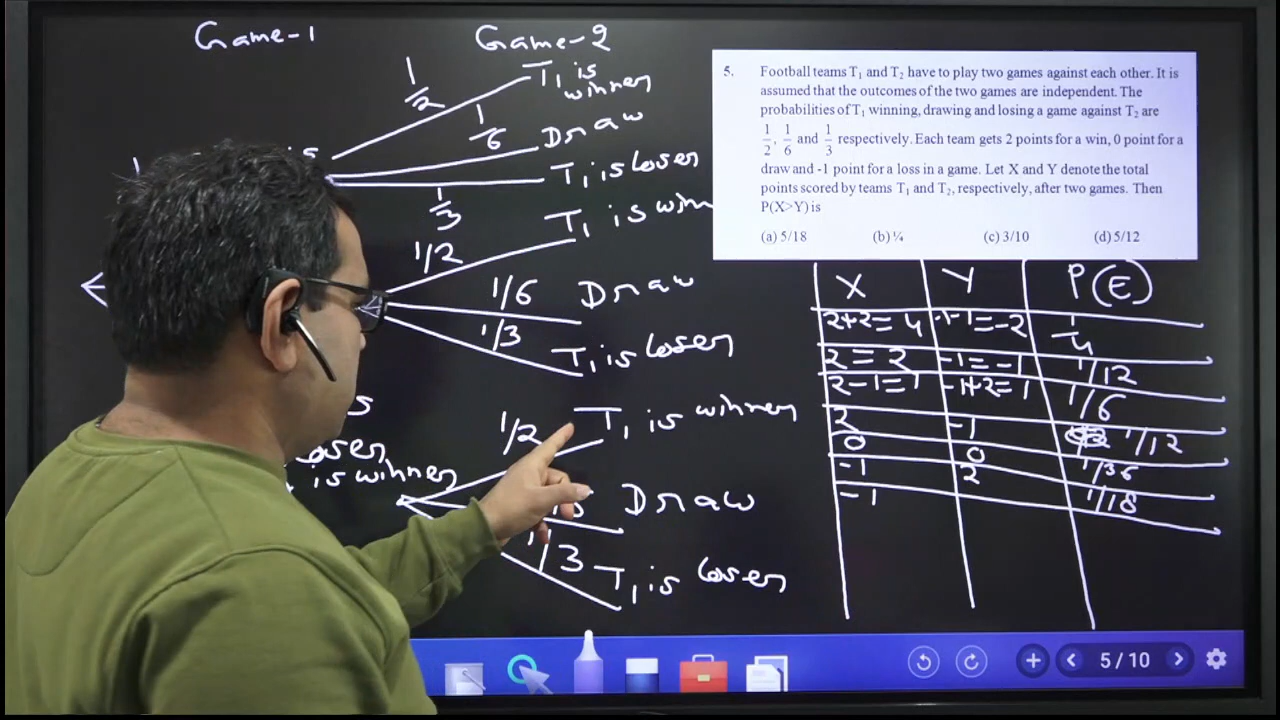 Game-1
Game-2
1/2
T₁ is winner
1/6
Draw
T₁ is loser
1/3
T₁ is winn
1/2
1/6
Draw
1/3
T₁ is loser
1/2
T₁ is winner
is winner
Draw
1/3
T₁ is loser
5. Football teams T₁ and T₂ have to play two games against each other. It is
assumed that the outcomes of the two games are independent. The
probabilities of T₁ winning, drawing and losing a game against T₂ are
1/2, 1/6 and 1/3 respectively. Each team gets 2 points for a win, 0 point for a
draw and -1 point for a loss in a game. Let X and Y denote the total
points scored by teams T₁ and T₂, respectively, after two games. Then
P(X>Y) is
(a) 5/18 (b) ¼ (c) 3/10 (d) 5/12
X Y P(E)
2+2=4 -1-1=-2 1/4
2=2 -1=-1 1/12
2-1=1 -1+2=1 1/6
2 -1 1/12
0 0 1/36
-1 2 1/18
-1
5/10